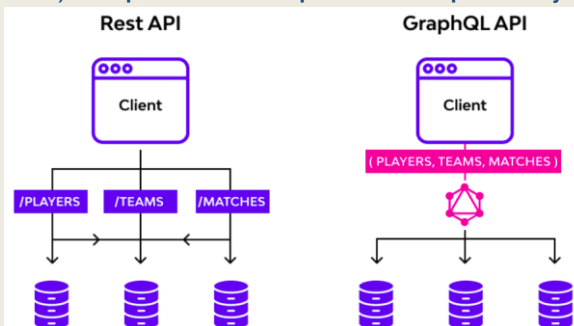 Rest API
GraphQL API
Client
Client
( PLAYERS, TEAMS, MATCHES )
/PLAYERS
/TEAMS
/MATCHES